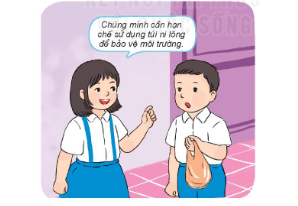 Chúng mình cần hạn
chế sử dụng túi ni lông
để bảo vệ môi trường.